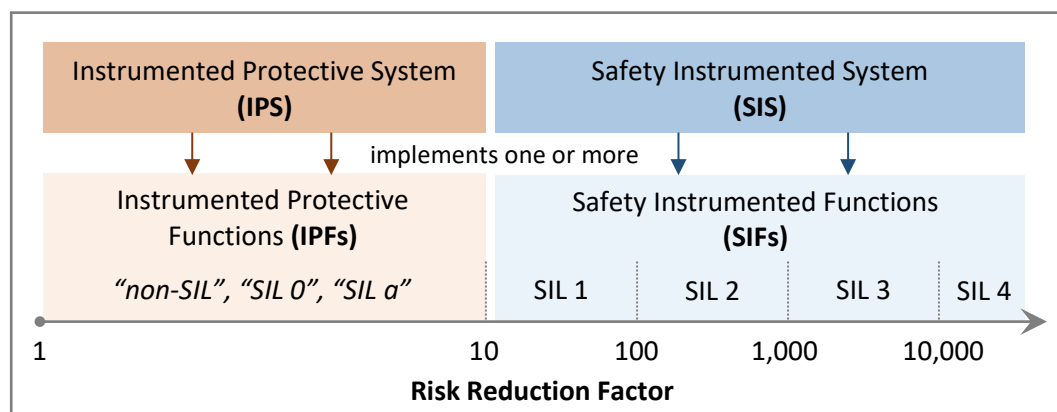 Instrumented Protective System
(IPS)
Safety Instrumented System
(SIS)
implements one or more
Instrumented Protective
Functions (IPFs)
Safety Instrumented Functions
(SIFs)
“non-SIL”, “SIL 0”, “SIL a”
SIL 1
SIL 2
SIL 3
SIL 4
1
10
100
1,000
10,000
Risk Reduction Factor